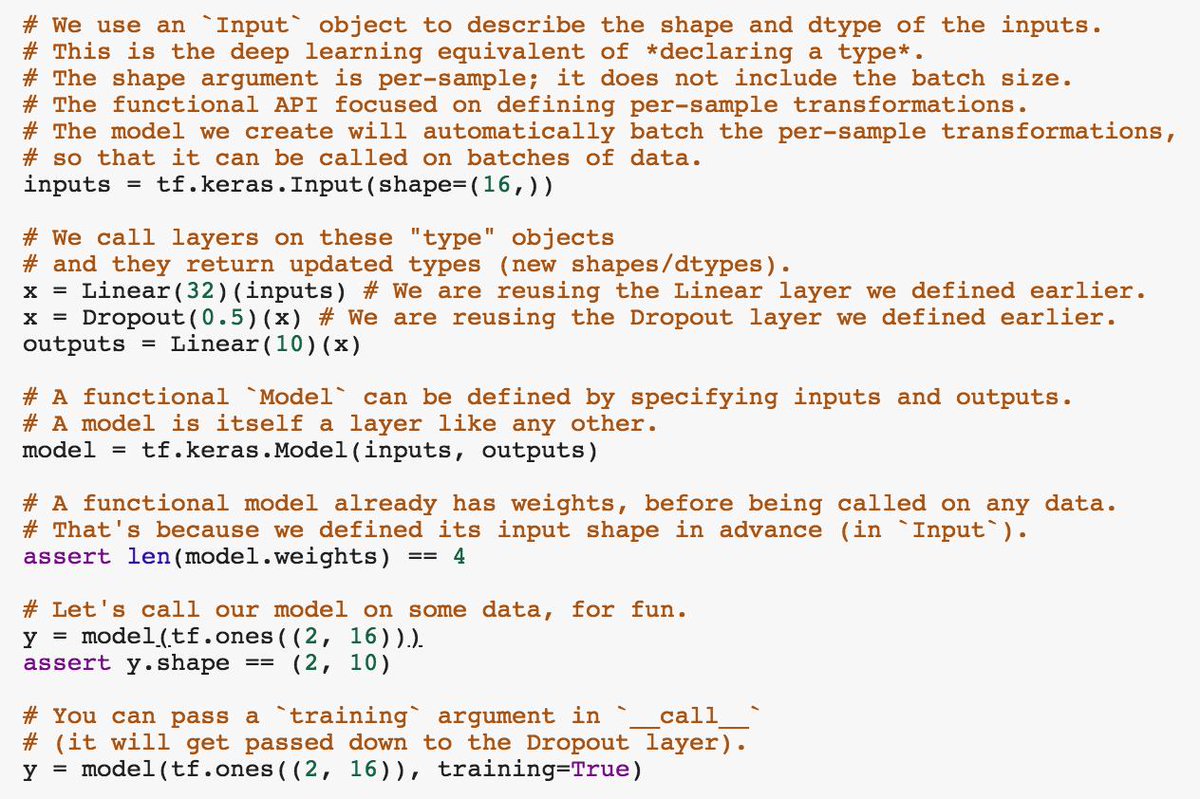 # We use an `Input` object to describe the shape and dtype of the inputs.
# This is the deep learning equivalent of *declaring a type*.
# The shape argument is per-sample; it does not include the batch size.
# The functional API focused on defining per-sample transformations.
# The model we create will automatically batch the per-sample transformations,
# so that it can be called on batches of data.
inputs = tf.keras.Input(shape=(16,))
# We call layers on these "type" objects
# and they return updated types (new shapes/dtypes).
x = Linear(32)(inputs) # We are reusing the Linear layer we defined earlier.
x = Dropout(0.5)(x) # We are reusing the Dropout layer we defined earlier.
outputs = Linear(10)(x)
# A functional `Model` can be defined by specifying inputs and outputs.
# A model is itself a layer like any other.
model = tf.keras.Model(inputs, outputs)
# A functional model already has weights, before being called on any data.
# That's because we defined its input shape in advance (in `Input`).
assert len(model.weights) == 4
# Let's call our model on some data, for fun.
y = model(tf.ones((2, 16)))
assert y.shape == (2, 10)
# You can pass a `training` argument in `__call__`
# (it will get passed down to the Dropout layer).
y = model(tf.ones((2, 16)), training=True)